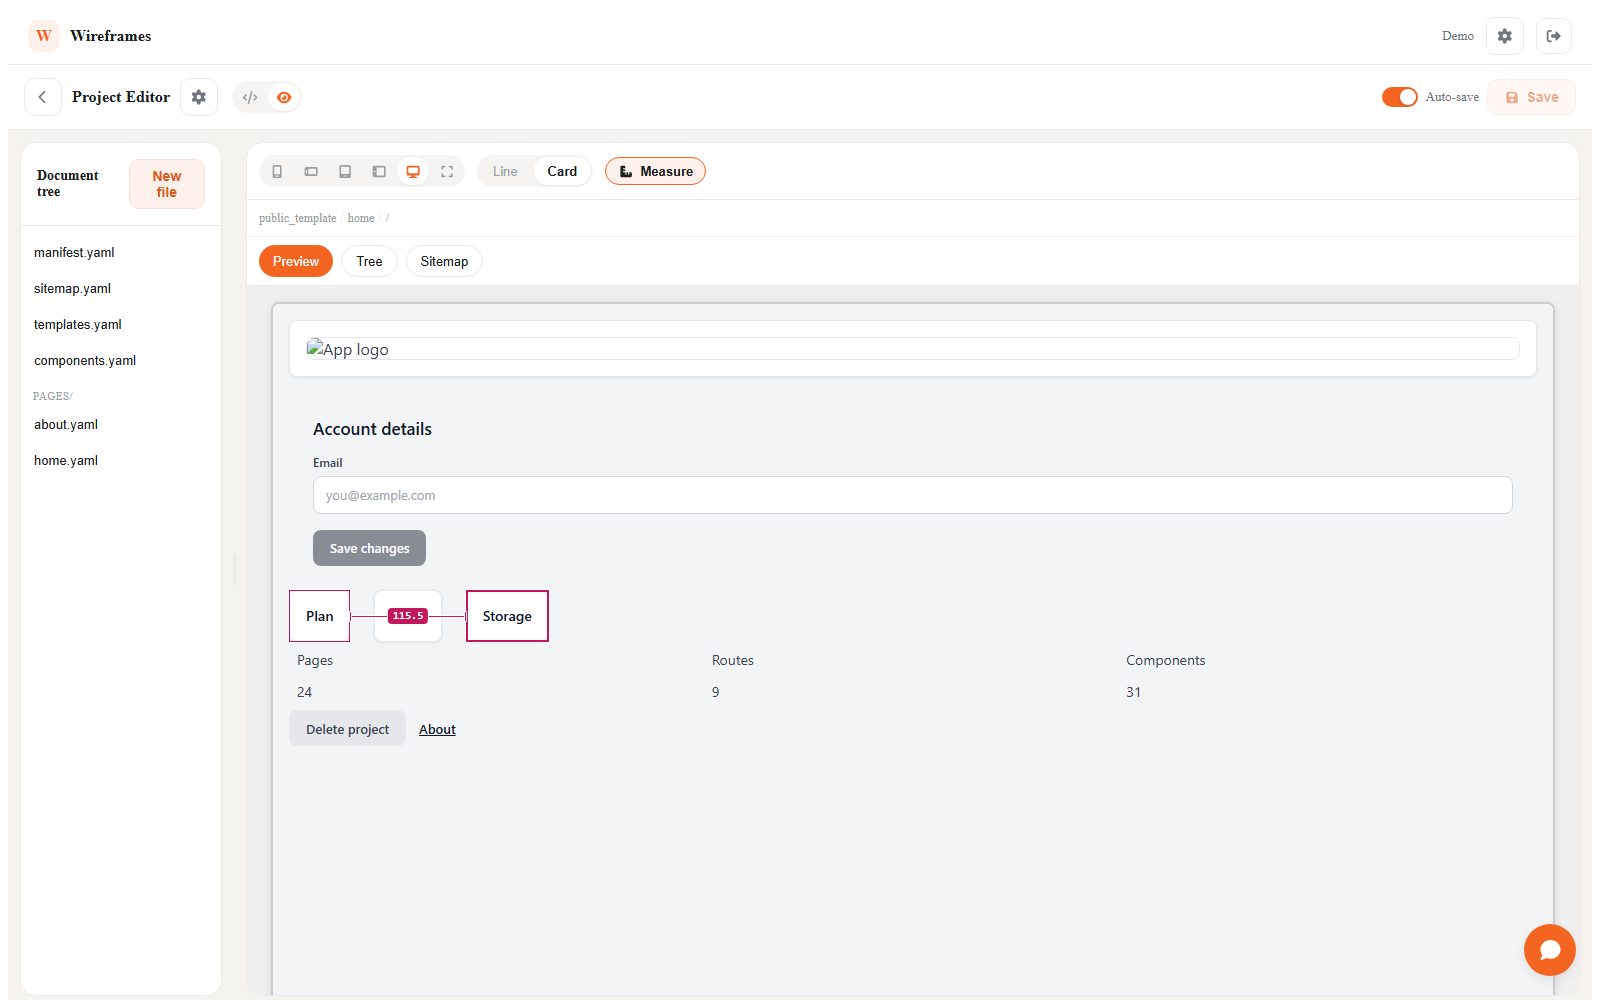 W Wireframes
Demo
Project Editor
Auto-save
Save
Document tree
New file
manifest.yaml
sitemap.yaml
templates.yaml
components.yaml
PAGES/
about.yaml
home.yaml
Line Card Measure
public_template / home / /
Preview Tree Sitemap
App logo
Account details
Email
you@example.com
Save changes
Plan 115.5 Storage
Pages Routes Components
24 9 31
Delete project About